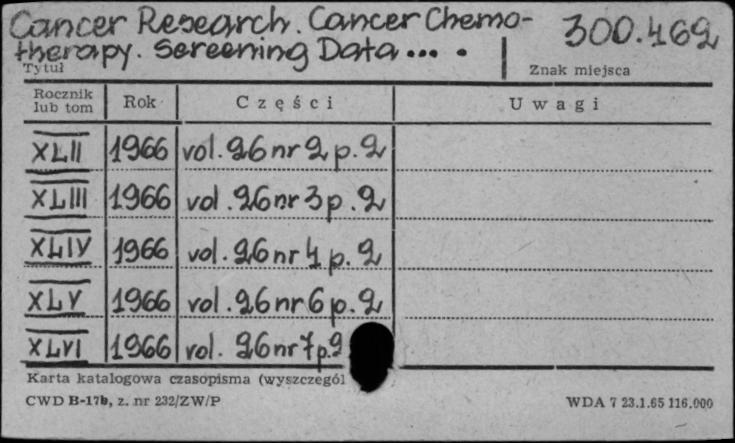 Cancer Research. Cancer Chemo-
therapy. Screening Data ... .
300.462
Tytuł
Znak miejsca
Rocznik
lub tom
Rok
Części
Uwagi
XLII 1966 vol. 26 nr 2 p. 2
XLIII 1966 vol. 26 nr 3 p. 2
XLIV 1966 vol. 26 nr 4 p. 2
XLV 1966 vol. 26 nr 6 p. 2
XLVI 1966 vol. 26 nr 7 p. 2
Karta katalogowa czasopisma (wyszczegól
CWD B-17b, z. nr 232/ZW/P
WDA 7 23.1.65 116.000